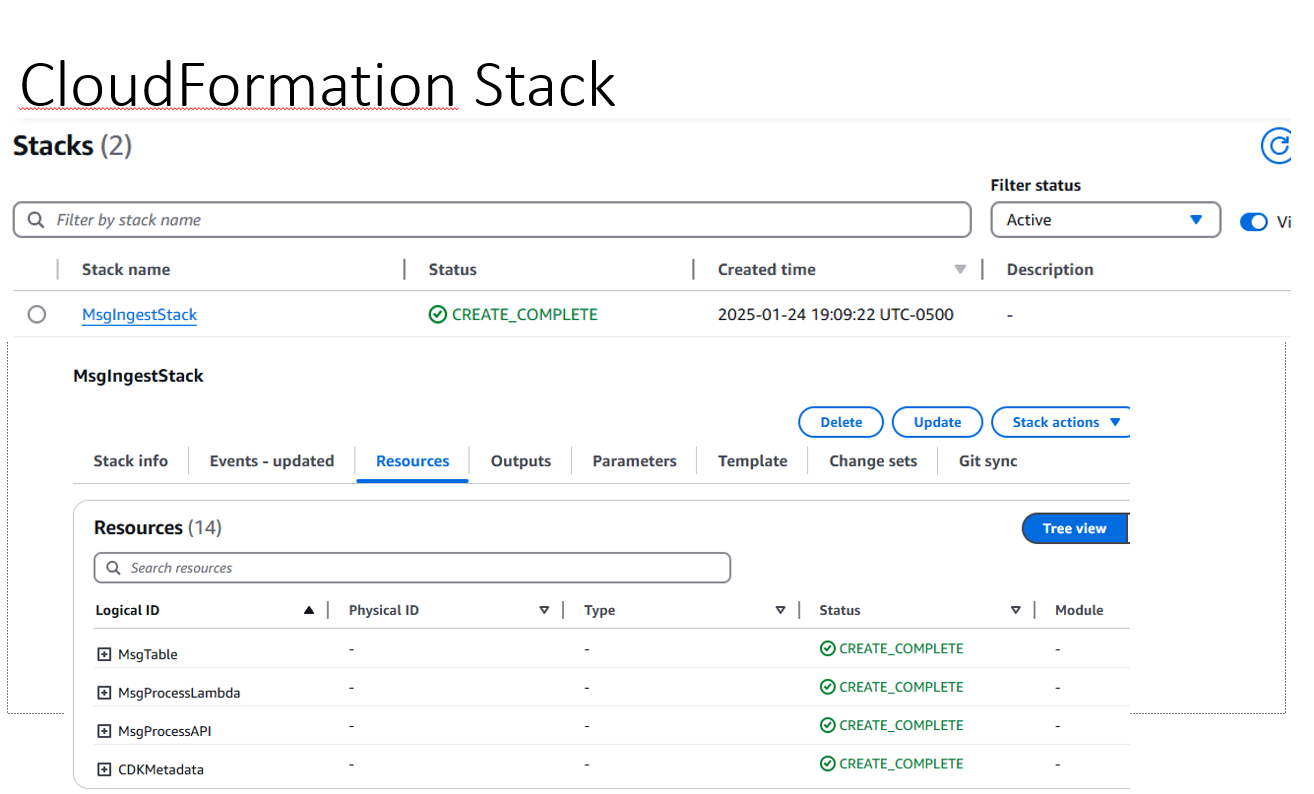 CloudFormation Stack
Stacks (2)
Filter status
Filter by stack name
Active
Vi
Stack name Status Created time Description
MsgIngestStack CREATE_COMPLETE 2025-01-24 19:09:22 UTC-0500 -
MsgIngestStack
Delete Update Stack actions
Stack info Events - updated Resources Outputs Parameters Template Change sets Git sync
Resources (14)
Tree view
Search resources
Logical ID Physical ID Type Status Module
MsgTable - - CREATE_COMPLETE -
MsgProcessLambda - - CREATE_COMPLETE -
MsgProcessAPI - - CREATE_COMPLETE -
CDKMetadata - - CREATE_COMPLETE -